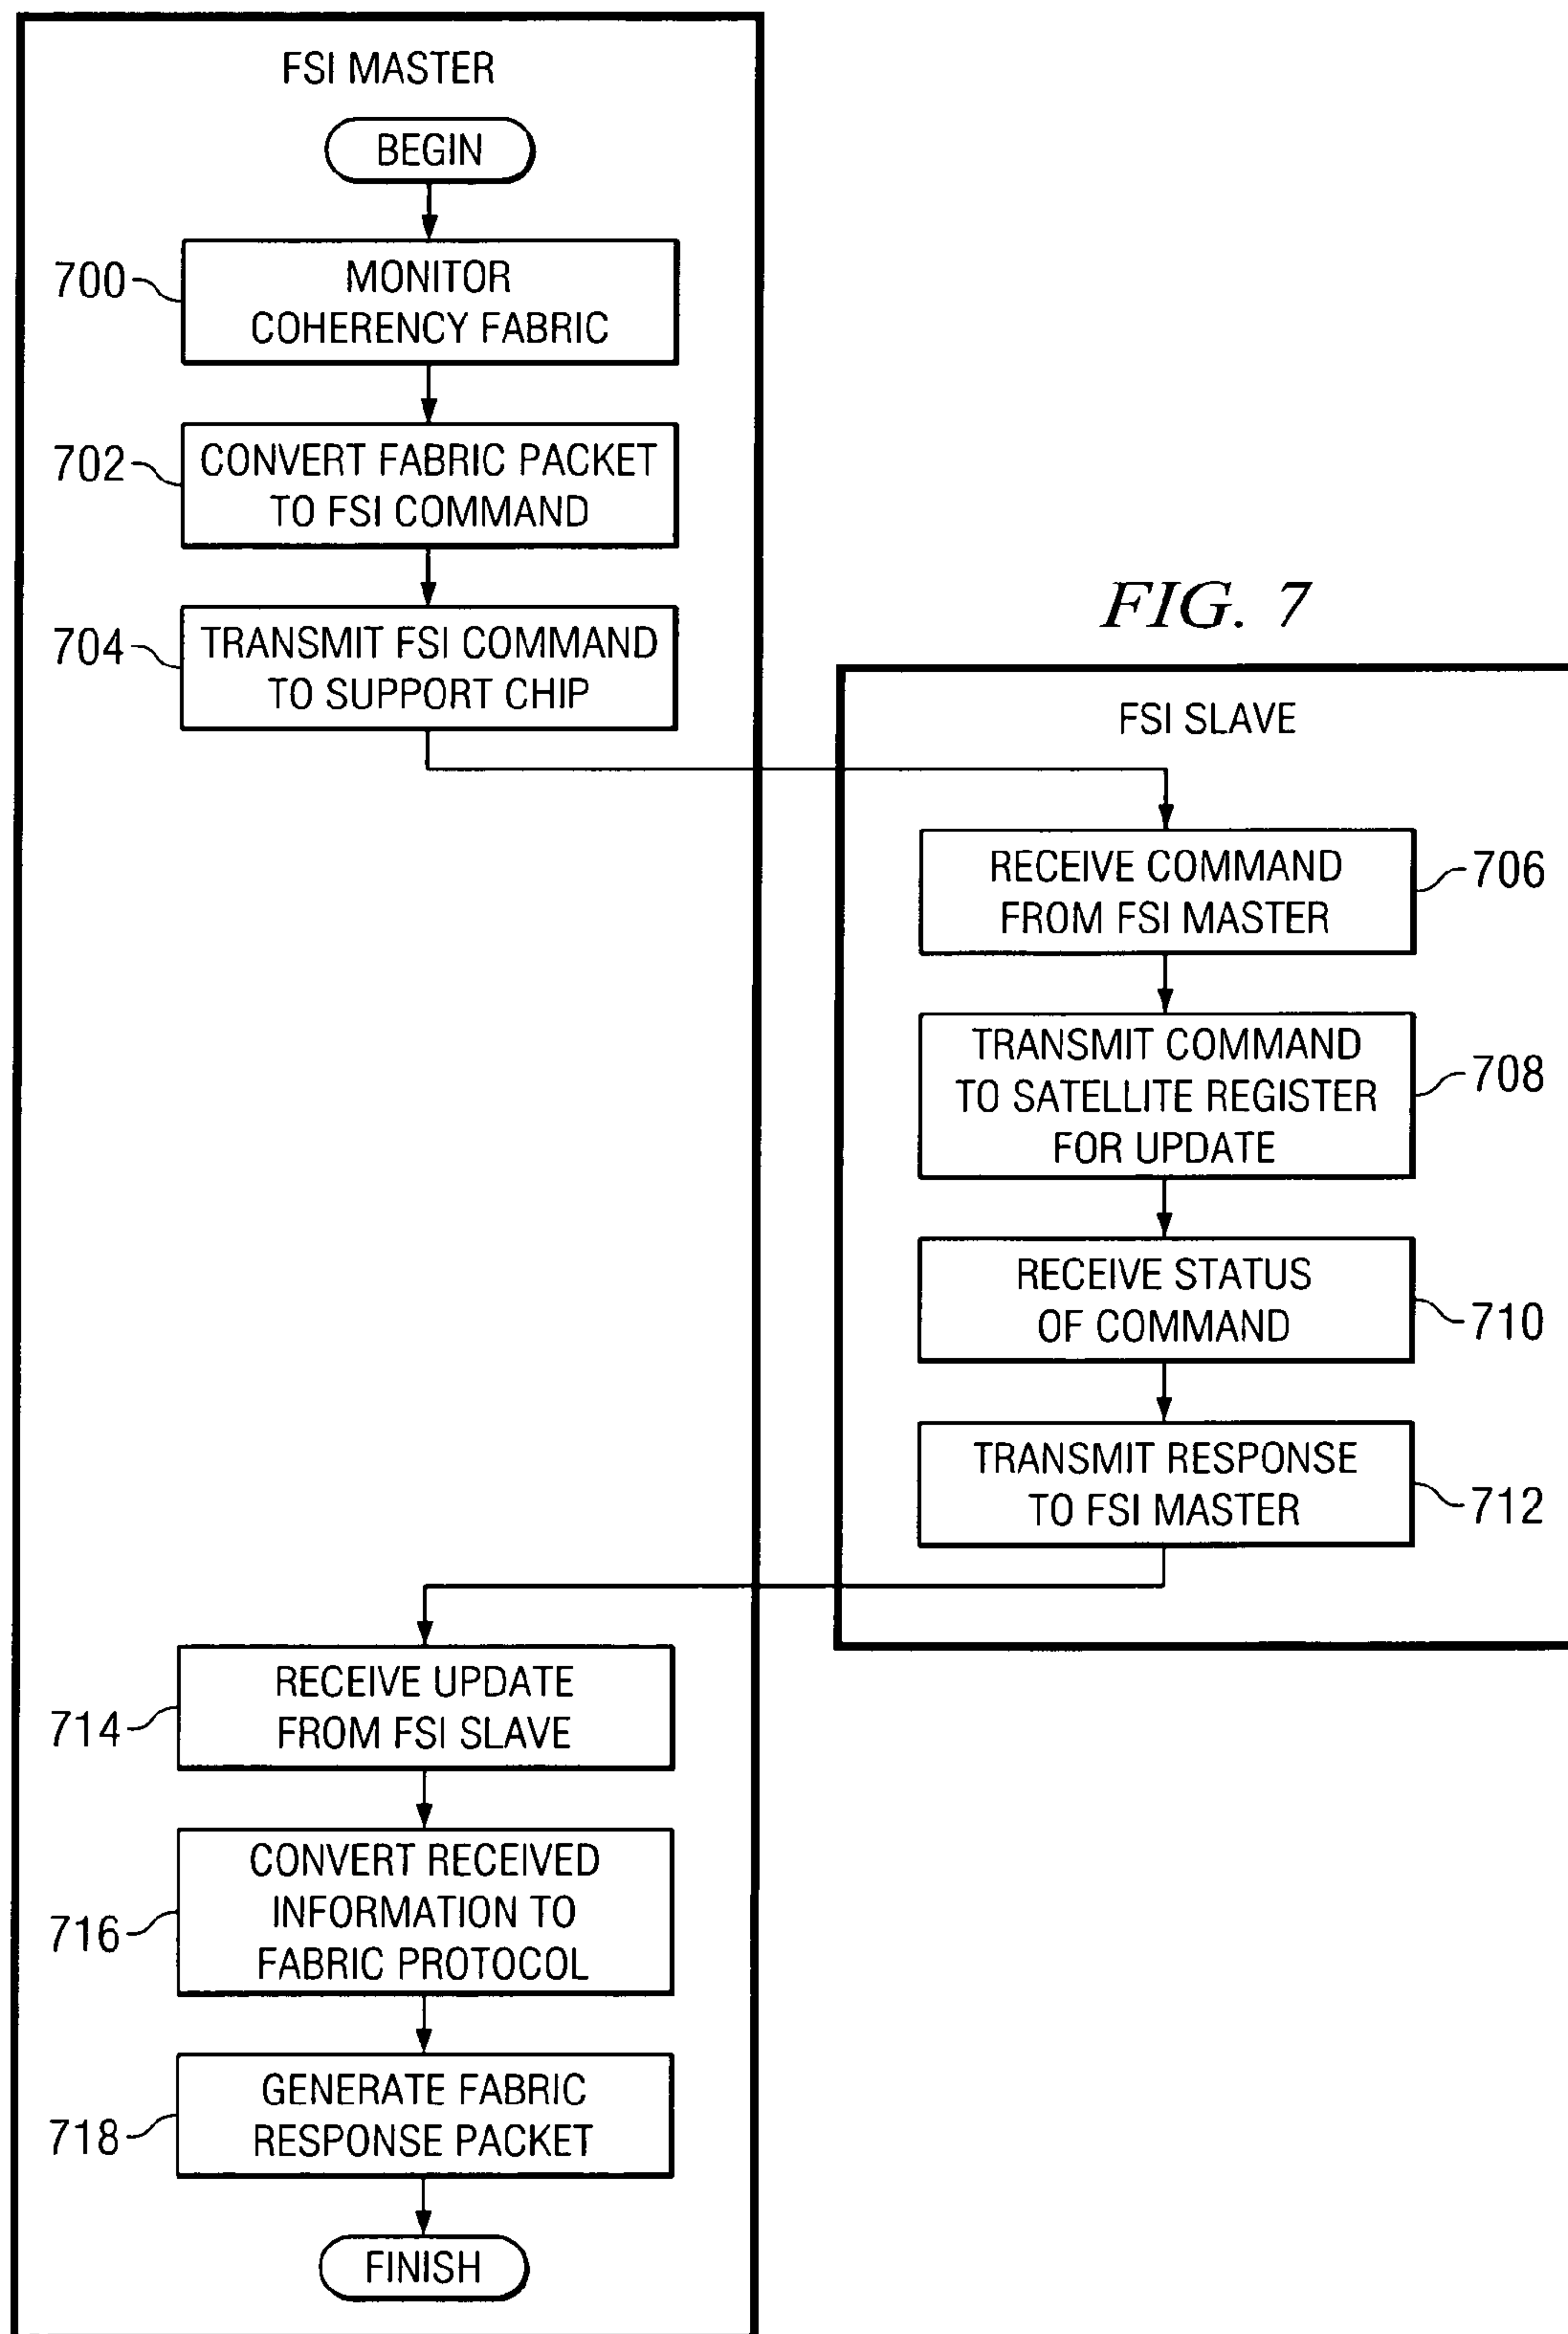 FSI MASTER
BEGIN
700
MONITOR
COHERENCY FABRIC
702
CONVERT FABRIC PACKET
TO FSI COMMAND
704
TRANSMIT FSI COMMAND
TO SUPPORT CHIP
FIG. 7
FSI SLAVE
RECEIVE COMMAND
FROM FSI MASTER
706
TRANSMIT COMMAND
TO SATELLITE REGISTER
FOR UPDATE
708
RECEIVE STATUS
OF COMMAND
710
TRANSMIT RESPONSE
TO FSI MASTER
712
714
RECEIVE UPDATE
FROM FSI SLAVE
716
CONVERT RECEIVED
INFORMATION TO
FABRIC PROTOCOL
718
GENERATE FABRIC
RESPONSE PACKET
FINISH